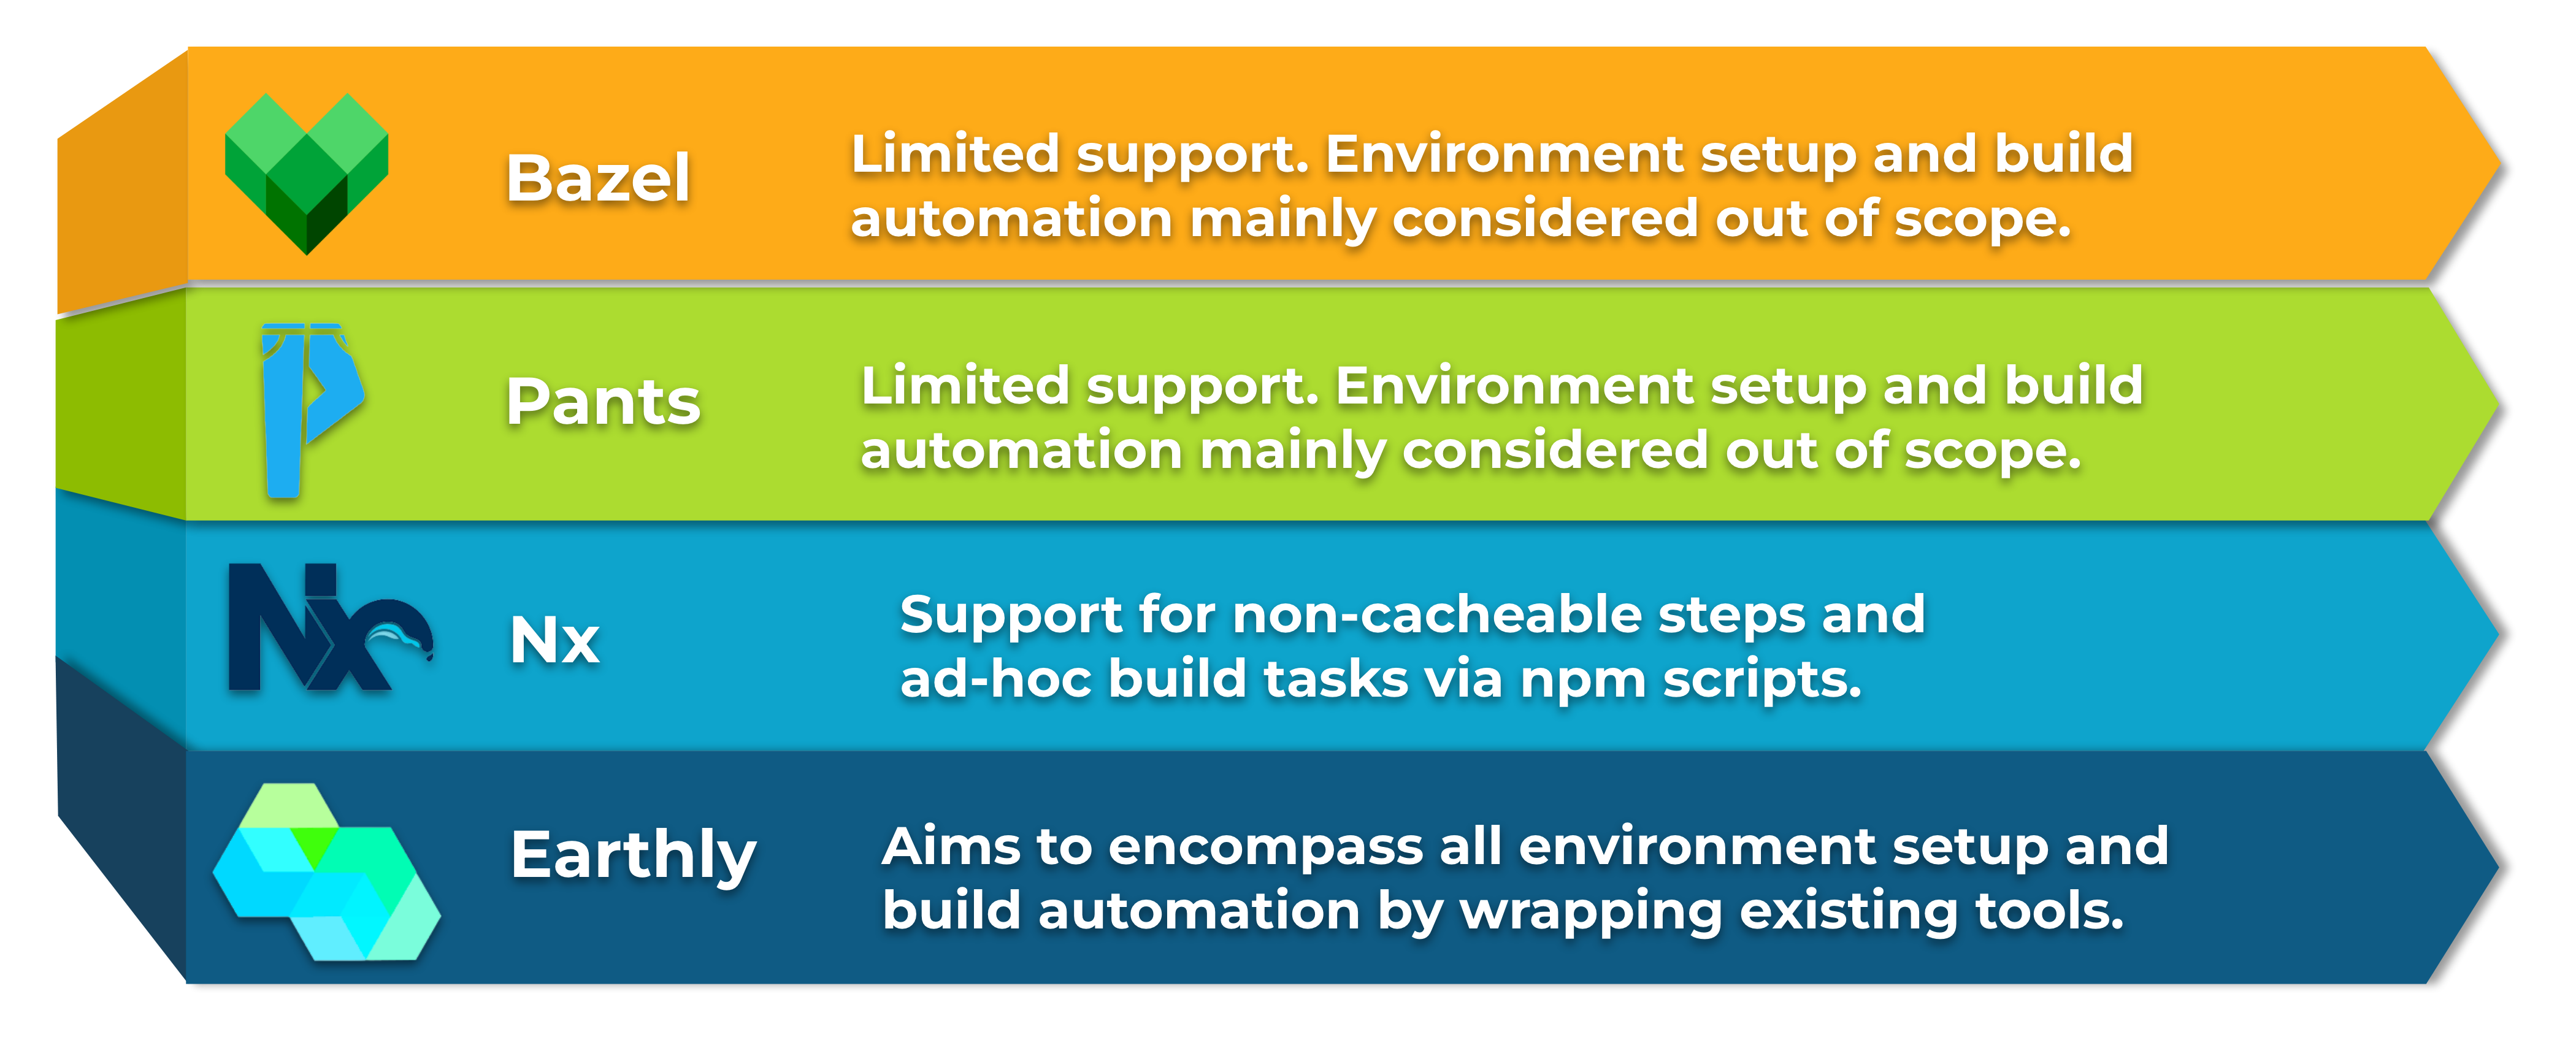 Bazel
Limited support. Environment setup and build
automation mainly considered out of scope.
Pants
Limited support. Environment setup and build
automation mainly considered out of scope.
Nx
Nx
Support for non-cacheable steps and
ad-hoc build tasks via npm scripts.
Earthly
Aims to encompass all environment setup and
build automation by wrapping existing tools.